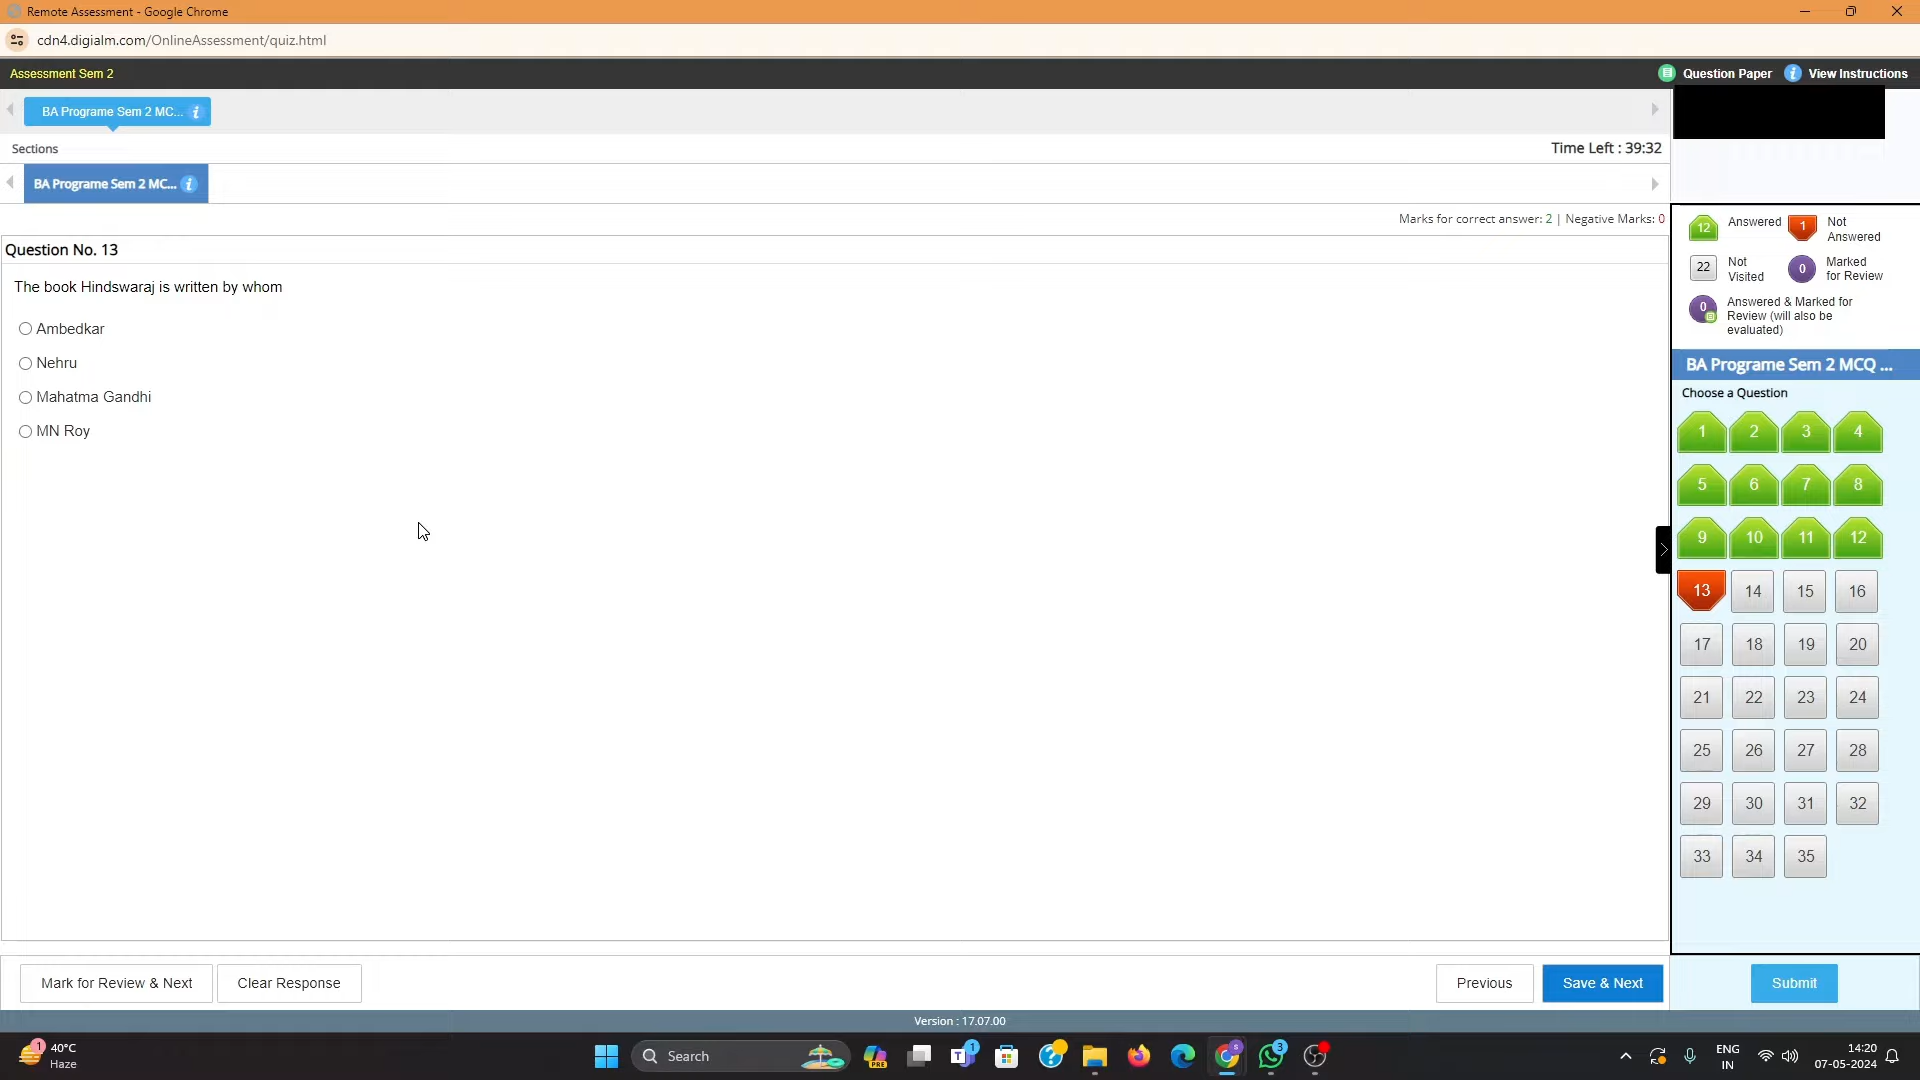 Remote Assessment - Google Chrome
cdn4.digialm.com/OnlineAssessment/quiz.html
Assessment Sem 2
Question Paper
View Instructions
BA Programe Sem 2 MC...
Sections
Time Left : 39:32
BA Programe Sem 2 MC...
Marks for correct answer: 2 | Negative Marks: 0
Question No. 13
The book Hindswaraj is written by whom
Ambedkar
Nehru
Mahatma Gandhi
MN Roy
12 Answered
1 Not Answered
22 Not Visited
0 Marked for Review
0 Answered & Marked for Review (will also be evaluated)
BA Programe Sem 2 MCQ ...
Choose a Question
1 2 3 4
5 6 7 8
9 10 11 12
13 14 15 16
17 18 19 20
21 22 23 24
25 26 27 28
29 30 31 32
33 34 35
Mark for Review & Next
Clear Response
Previous
Save & Next
Submit
Version : 17.07.00
1
40°C
Haze
Search
PRE
1
3
ENG
IN
14:20
07-05-2024